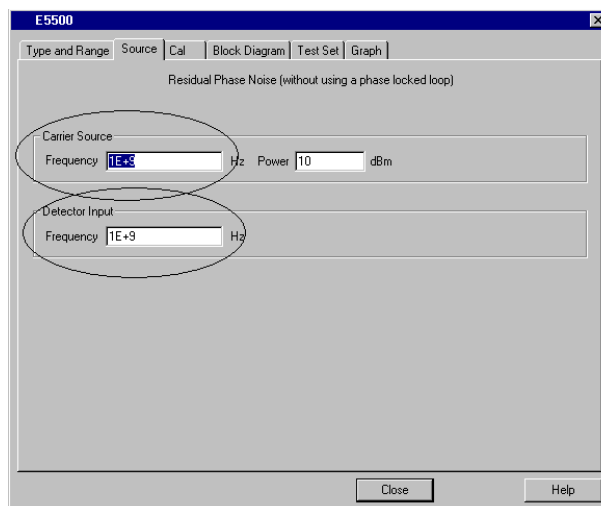 E5500
Type and Range Source Cal Block Diagram Test Set Graph
Residual Phase Noise (without using a phase locked loop)
Carrier Source
Frequency 1E+9 Hz Power 10 dBm
Detector Input
Frequency 1E+9 Hz
Close Help